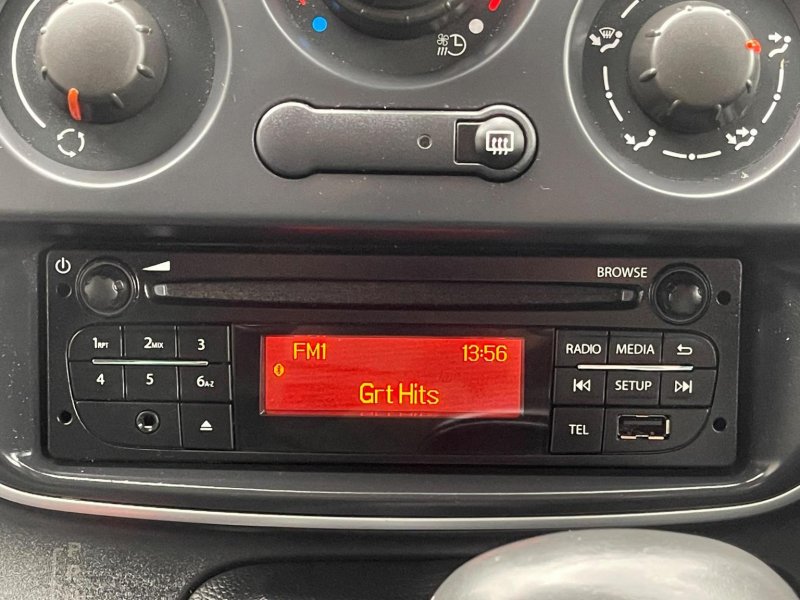 BROWSE
1RPT 2MIX 3
FM1 13:56
RADIO MEDIA
4 5 6A-Z
Grt Hits
SETUP
TEL